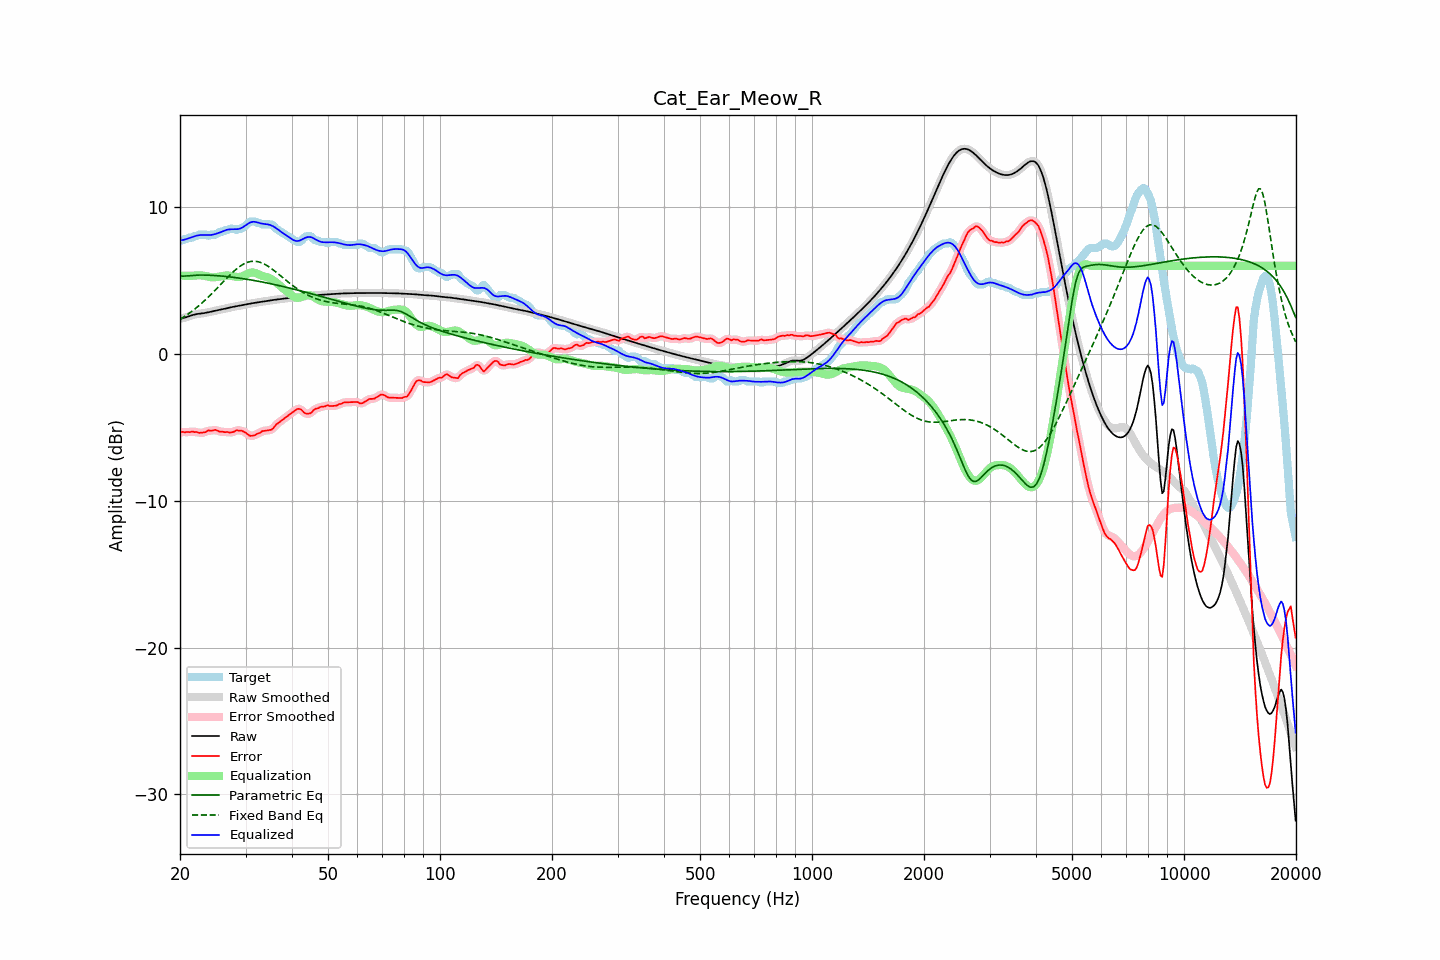 Cat_Ear_Meow_R
Amplitude (dBr)
10
0
−10
−20
−30
Target
Raw Smoothed
Error Smoothed
Raw
Error
Equalization
Parametric Eq
Fixed Band Eq
Equalized
20 50 100 200 500 1000 2000 5000 10000 20000
Frequency (Hz)